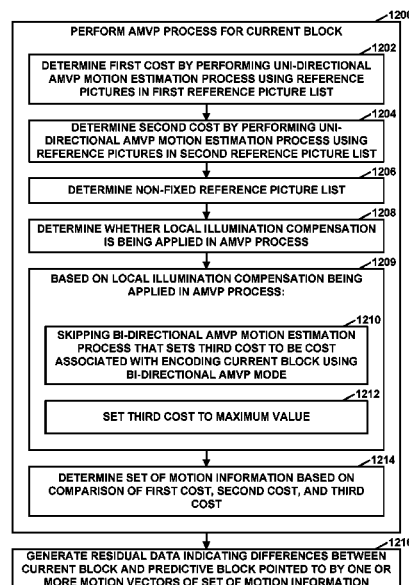 1200
PERFORM AMVP PROCESS FOR CURRENT BLOCK
1202
DETERMINE FIRST COST BY PERFORMING UNI-DIRECTIONAL
AMVP MOTION ESTIMATION PROCESS USING REFERENCE
PICTURES IN FIRST REFERENCE PICTURE LIST
1204
DETERMINE SECOND COST BY PERFORMING UNI-
DIRECTIONAL AMVP MOTION ESTIMATION PROCESS USING
REFERENCE PICTURES IN SECOND REFERENCE PICTURE LIST
1206
DETERMINE NON-FIXED REFERENCE PICTURE LIST
1208
DETERMINE WHETHER LOCAL ILLUMINATION COMPENSATION
IS BEING APPLIED IN AMVP PROCESS
1209
BASED ON LOCAL ILLUMINATION COMPENSATION BEING
APPLIED IN AMVP PROCESS:
1210
SKIPPING BI-DIRECTIONAL AMVP MOTION ESTIMATION
PROCESS THAT SETS THIRD COST TO BE COST
ASSOCIATED WITH ENCODING CURRENT BLOCK USING
BI-DIRECTIONAL AMVP MODE
1212
SET THIRD COST TO MAXIMUM VALUE
1214
DETERMINE SET OF MOTION INFORMATION BASED ON
COMPARISON OF FIRST COST, SECOND COST, AND THIRD
COST
1216
GENERATE RESIDUAL DATA INDICATING DIFFERENCES BETWEEN
CURRENT BLOCK AND PREDICTIVE BLOCK POINTED TO BY ONE OR
MORE MOTION VECTORS OF SET OF MOTION INFORMATION